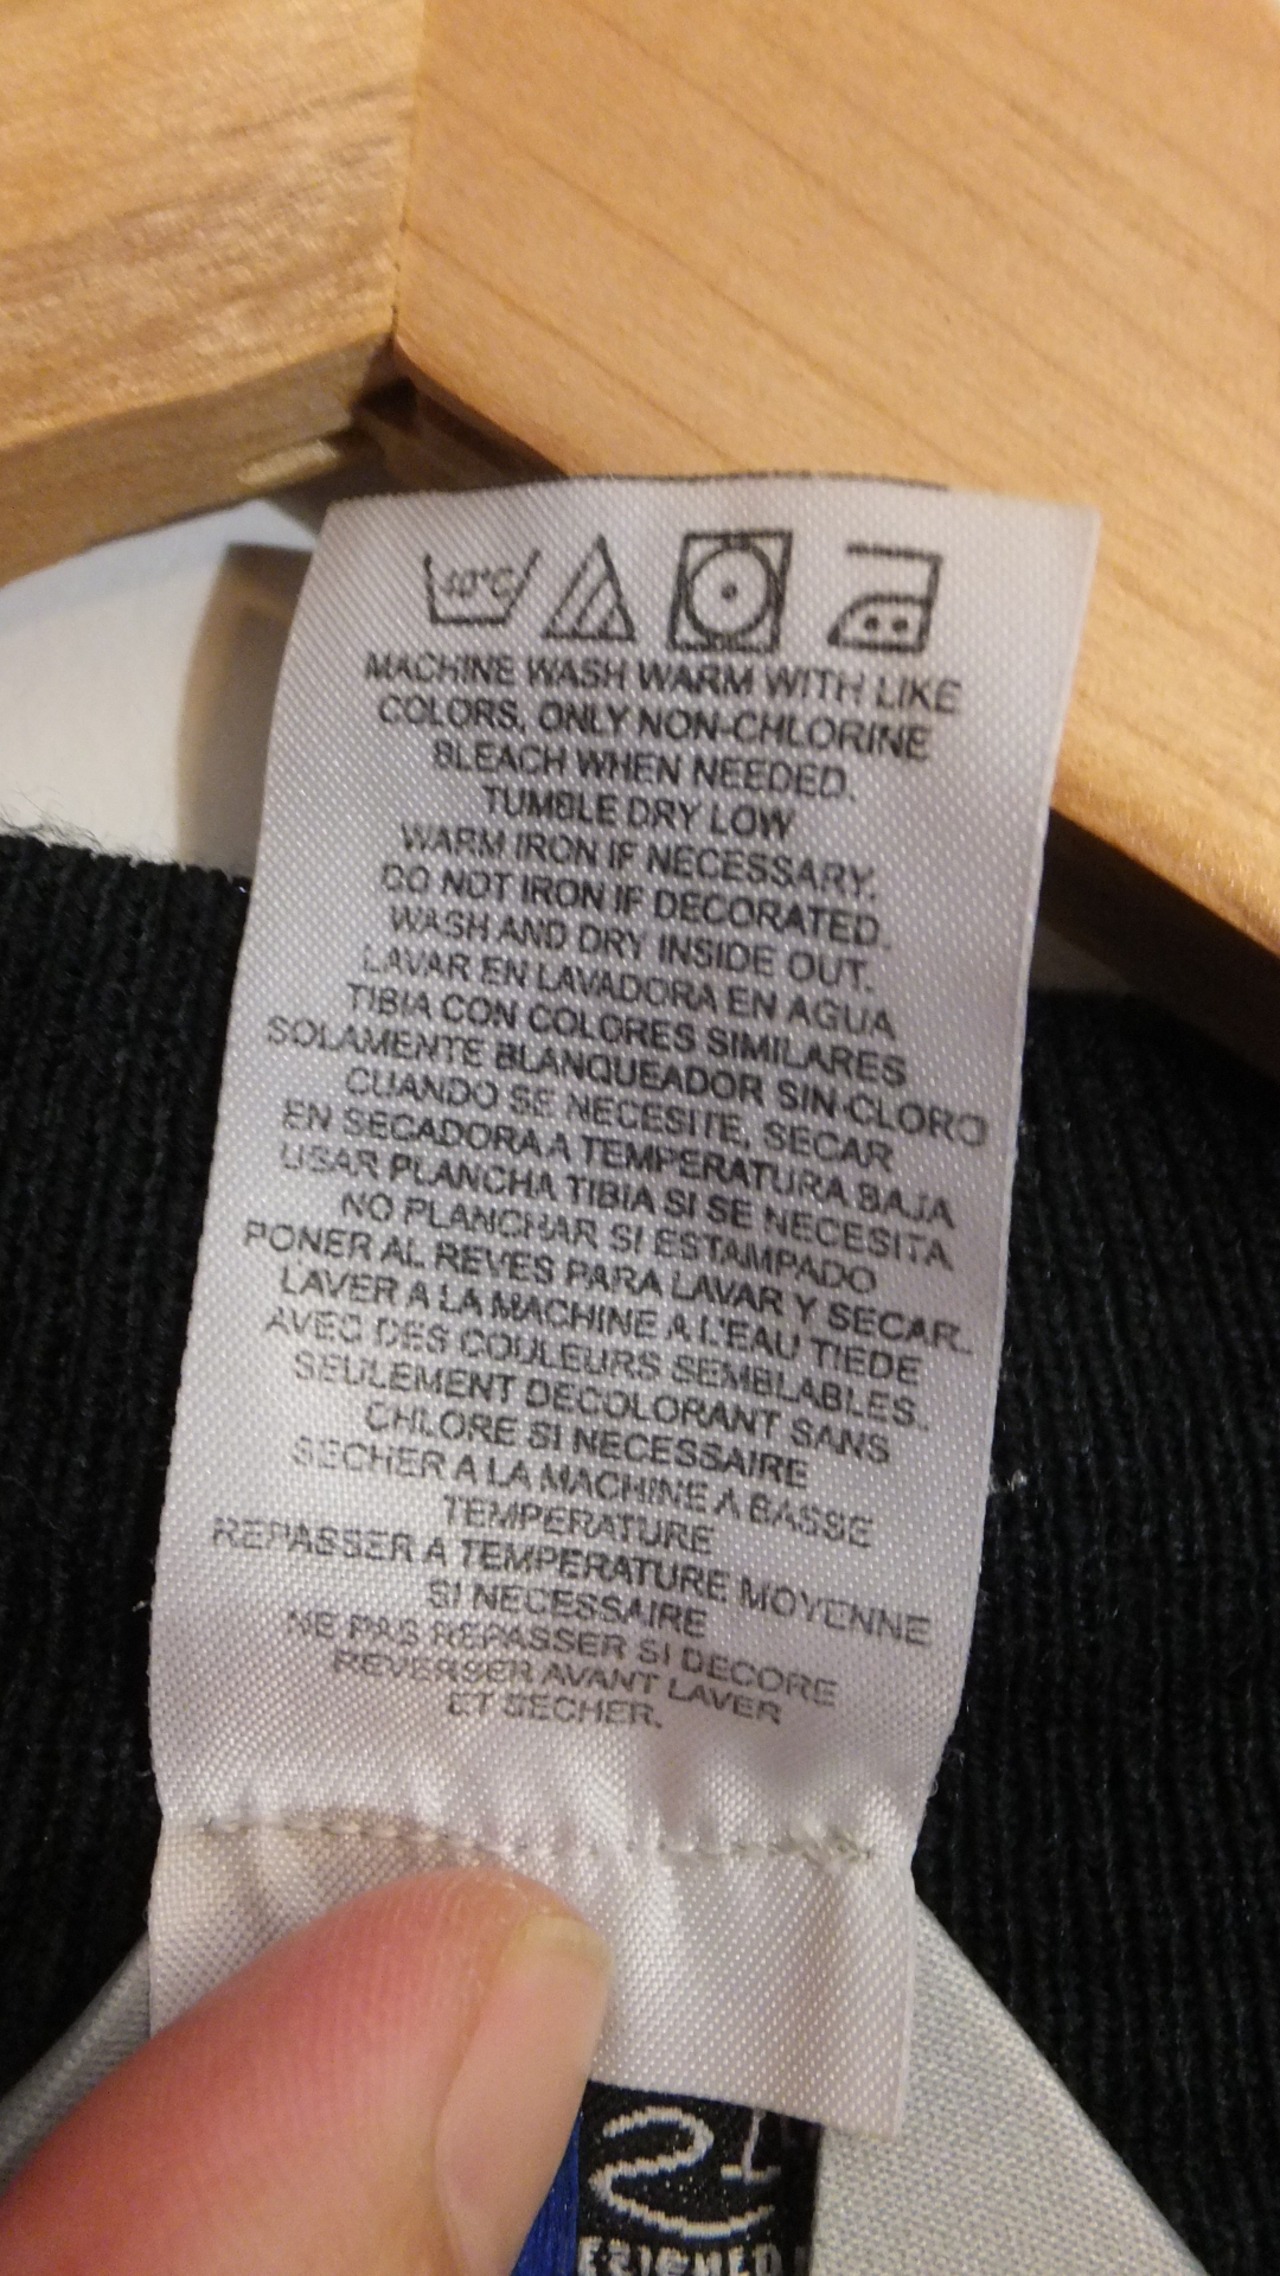 40°C
MACHINE WASH WARM WITH LIKE
COLORS, ONLY NON-CHLORINE
BLEACH WHEN NEEDED.
TUMBLE DRY LOW
WARM IRON IF NECESSARY.
DO NOT IRON IF DECORATED.
WASH AND DRY INSIDE OUT.
LAVAR EN LAVADORA EN AGUA
TIBIA CON COLORES SIMILARES
SOLAMENTE BLANQUEADOR SIN CLORO
CUANDO SE NECESITE, SECAR
EN SECADORA A TEMPERATURA BAJA
USAR PLANCHA TIBIA SI SE NECESITA
NO PLANCHAR SI ESTAMPADO
PONER AL REVES PARA LAVAR Y SECAR.
LAVER A LA MACHINE A L'EAU TIEDE
AVEC DES COULEURS SEMBLABLES.
SEULEMENT DECOLORANT SANS
CHLORE SI NECESSAIRE
SECHER A LA MACHINE A BASSE
TEMPERATURE
REPASSER A TEMPERATURE MOYENNE
SI NECESSAIRE
NE PAS REPASSER SI DECORE
REVERSER AVANT LAVER
ET SECHER.